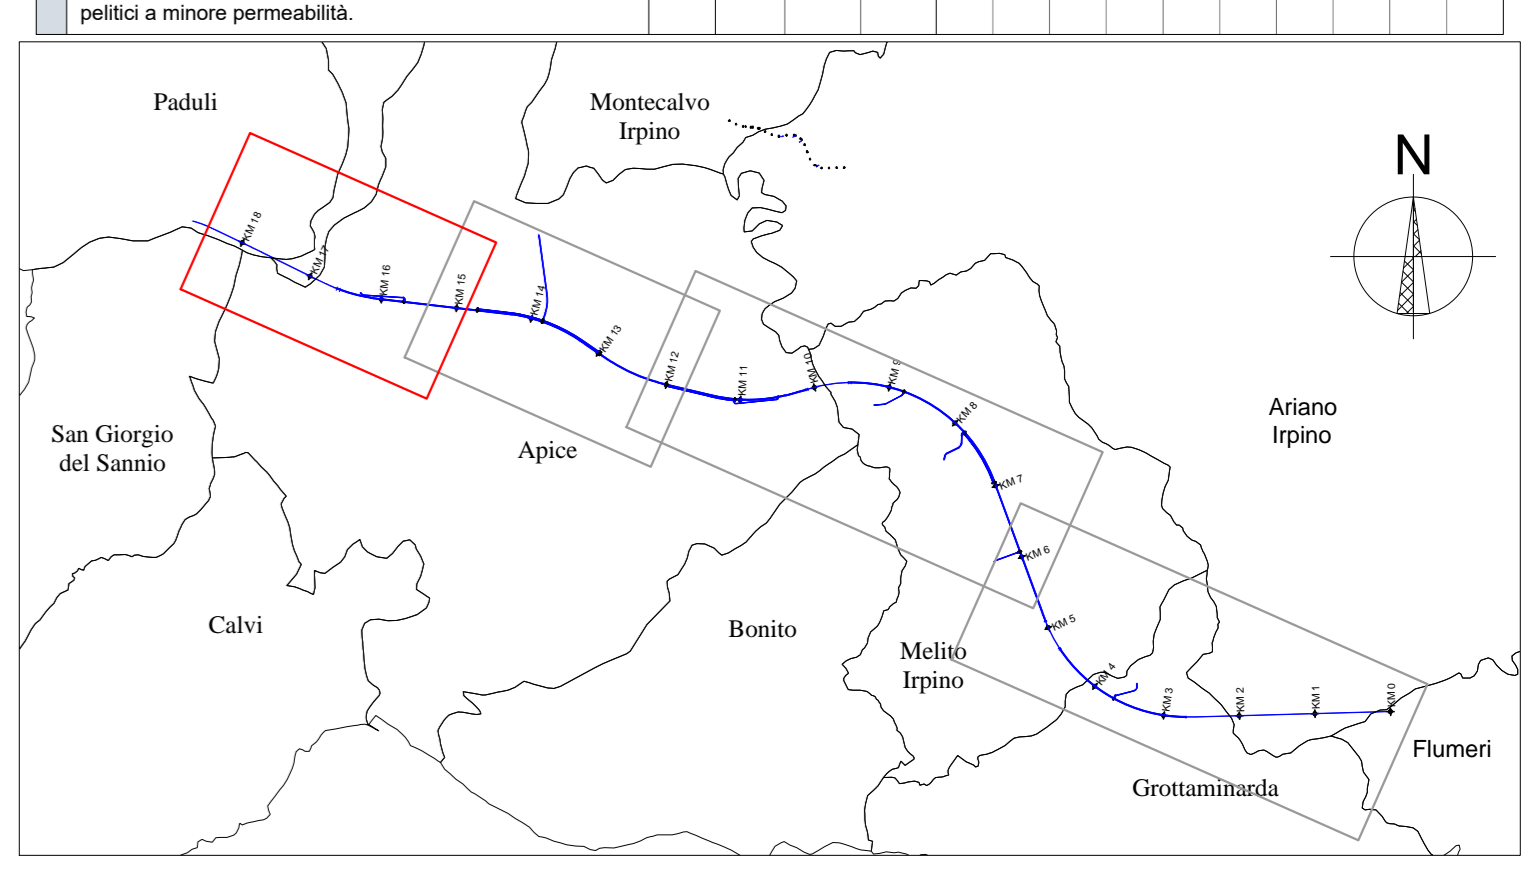 pelitici a minore permeabilità.
Paduli
Montecalvo
Irpino
N
KM 18
KM 17
KM 16
KM 15
KM 14
KM 13
KM 12
KM 11
KM 10
KM 9
KM 8
KM 7
KM 6
KM 5
KM 4
KM 3
KM 2
KM 1
KM 0
Ariano
Irpino
San Giorgio
del Sannio
Apice
Calvi
Bonito
Melito
Irpino
Flumeri
Grottaminarda